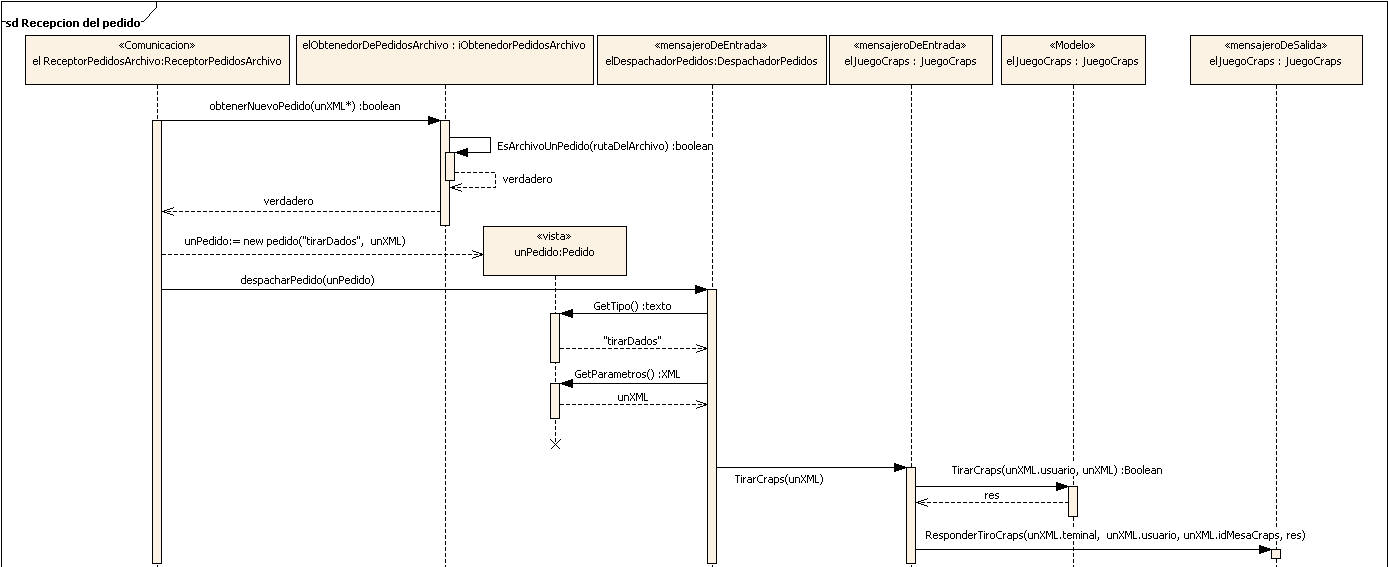 sd Recepcion del pedido
«Comunicacion»
el ReceptorPedidosArchivo:ReceptorPedidosArchivo
elObtenedorDePedidosArchivo : iObtenedorPedidosArchivo
«mensajeroDeEntrada»
elDespachadorPedidos:DespachadorPedidos
«mensajeroDeEntrada»
elJuegoCraps : JuegoCraps
«Modelo»
elJuegoCraps : JuegoCraps
«mensajeroDeSalida»
elJuegoCraps : JuegoCraps
obtenerNuevoPedido(unXML*) :boolean
EsArchivoUnPedido(rutaDelArchivo) :boolean
verdadero
verdadero
unPedido:= new pedido("tirarDados", unXML)
«vista»
unPedido:Pedido
despacharPedido(unPedido)
GetTipo() :texto
"tirarDados"
GetParametros() :XML
unXML
TirarCraps(unXML)
TirarCraps(unXML.usuario, unXML) :Boolean
res
ResponderTiroCraps(unXML.teminal, unXML.usuario, unXML.idMesaCraps, res)